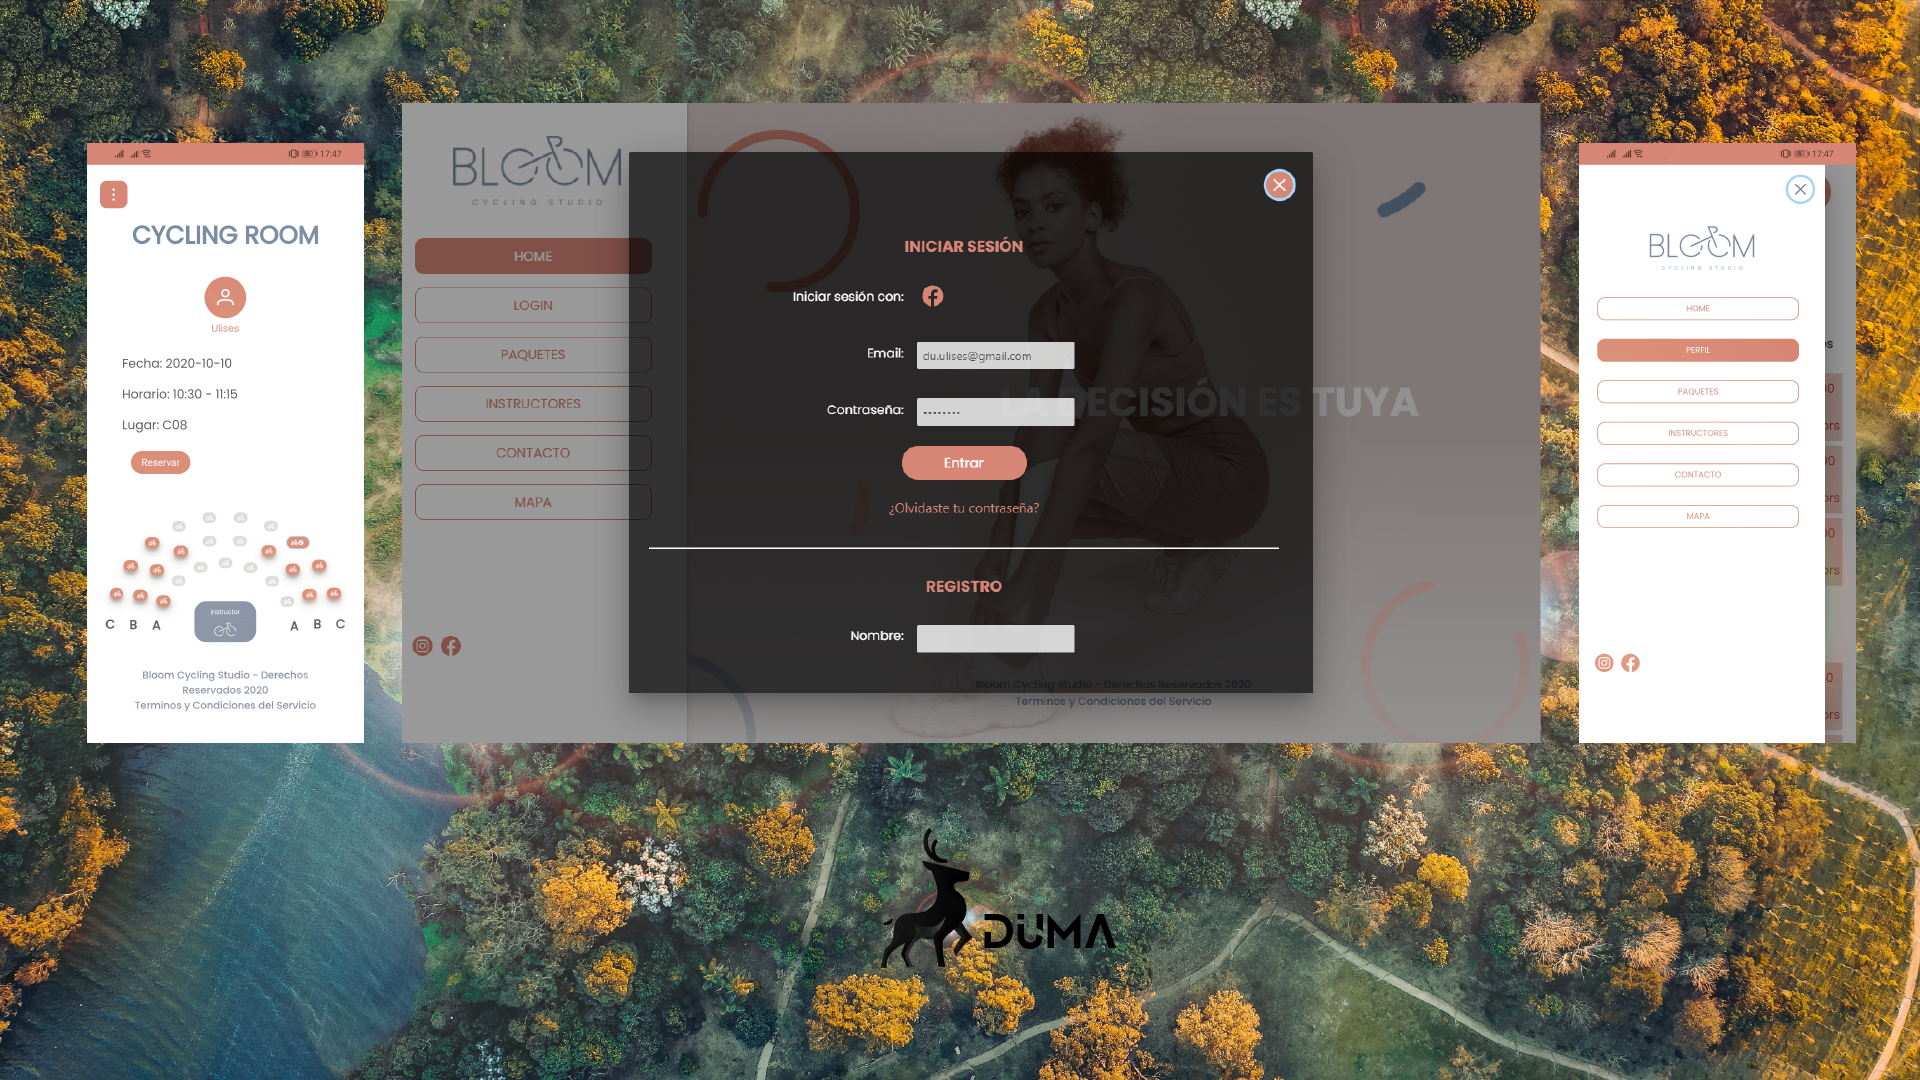 17:47
CYCLING ROOM
Ulises
Fecha: 2020-10-10
Horario: 10:30 - 11:15
Lugar: C08
Reservar
C B A
Instructor
A B C
Bloom Cycling Studio - Derechos
Reservados 2020
Terminos y Condiciones del Servicio
BLOOM
CYCLING STUDIO
HOME
LOGIN
PAQUETES
INSTRUCTORES
CONTACTO
MAPA
INICIAR SESIÓN
Iniciar sesión con:
Email:
du.ulises@gmail.com
Contraseña:
Entrar
¿Olvidaste tu contraseña?
REGISTRO
Nombre:
LA DECISIÓN ES TUYA
Bloom Cycling Studio - Derechos Reservados 2020
Terminos y Condiciones del Servicio
17:47
BLOOM
CYCLING STUDIO
HOME
PERFIL
PAQUETES
INSTRUCTORES
CONTACTO
MAPA
DUMA